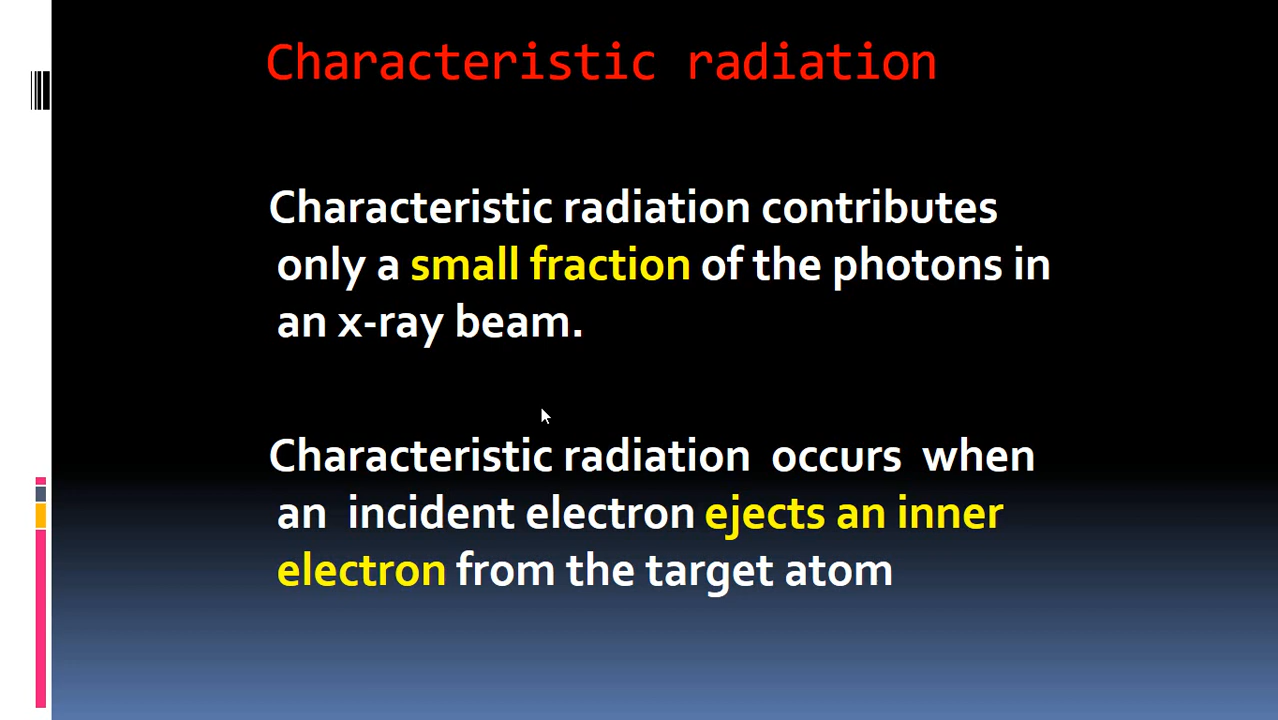 Characteristic radiation
Characteristic radiation contributes
only a small fraction of the photons in
an x-ray beam.
Characteristic radiation occurs when
an incident electron ejects an inner
electron from the target atom